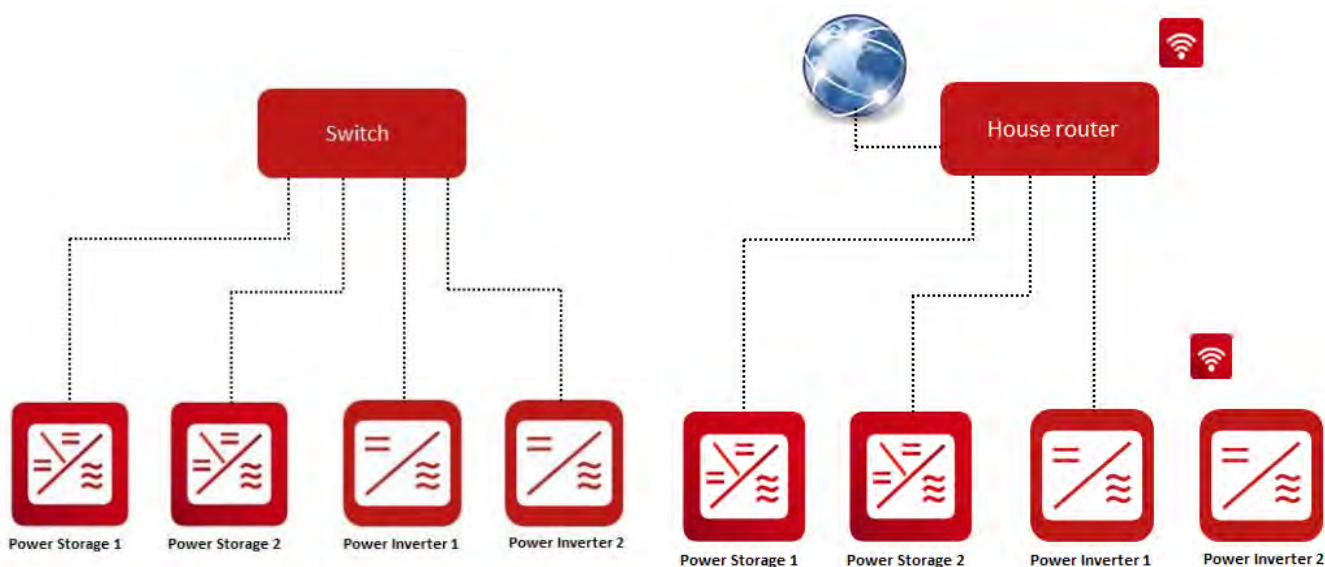 Switch
House router
Power Storage 1
Power Storage 2
Power Inverter 1
Power Inverter 2
Power Storage 1
Power Storage 2
Power Inverter 1
Power Inverter 2